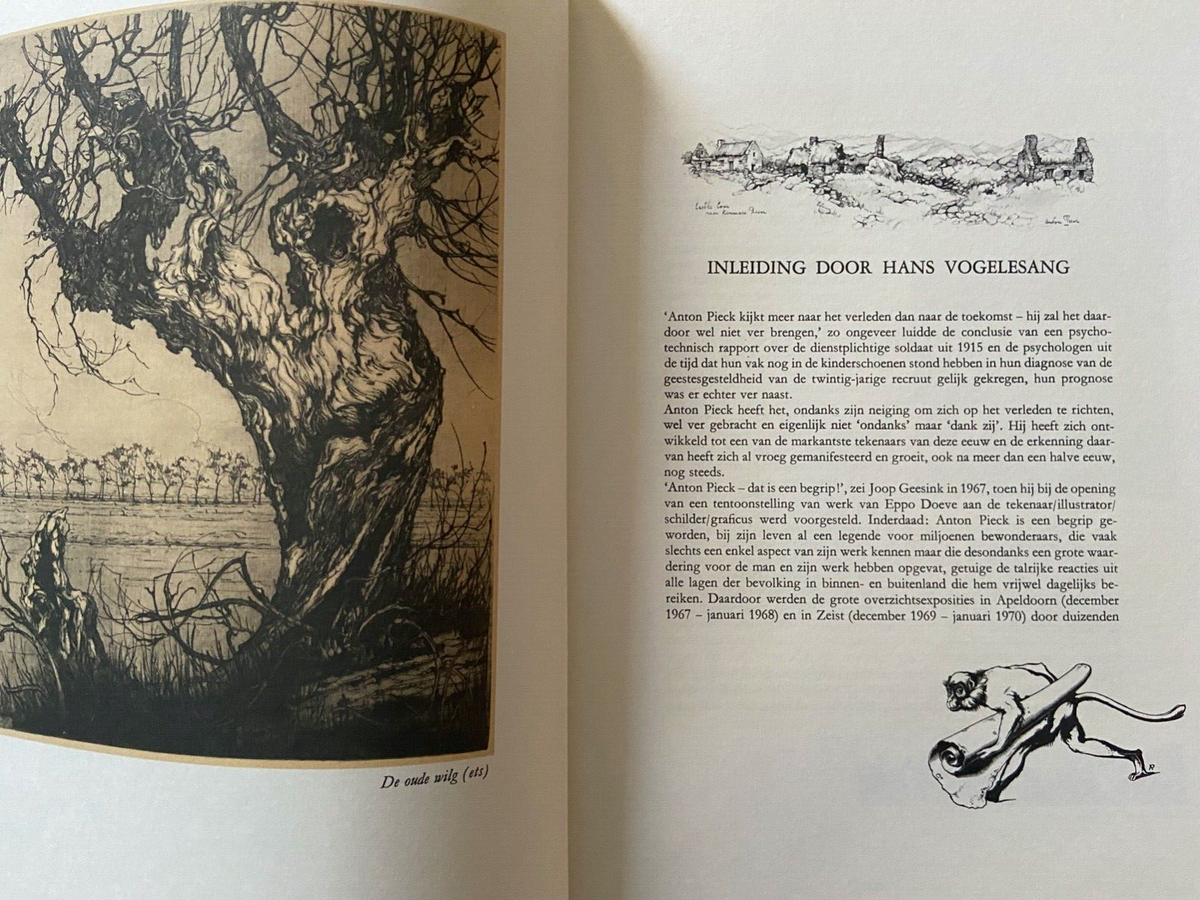 De oude wilg (ets)
INLEIDING DOOR HANS VOGELESANG
‘Anton Pieck kijkt meer naar het verleden dan naar de toekomst – hij zal het daar-
door wel niet ver brengen,’ zo ongeveer luidde de conclusie van een psycho-
technisch rapport over de dienstplichtige soldaat uit 1915 en de psychologen uit
de tijd dat hun vak nog in de kinderschoenen stond hebben in hun diagnose van de
geestesgesteldheid van de twintig-jarige recruut gelijk gekregen, hun prognose
was er echter ver naast.
Anton Pieck heeft het, ondanks zijn neiging om zich op het verleden te richten,
wel ver gebracht en eigenlijk niet ‘ondanks’ maar ‘dank zij’. Hij heeft zich ont-
wikkeld tot een van de markantste tekenaars van deze eeuw en de erkenning daar-
van heeft zich al vroeg gemanifesteerd en groeit, ook na meer dan een halve eeuw,
nog steeds.
‘Anton Pieck – dat is een begrip!’, zei Joop Geesink in 1967, toen hij bij de opening
van een tentoonstelling van werk van Eppo Doeve aan de tekenaar/illustrator/
schilder/graficus werd voorgesteld. Inderdaad: Anton Pieck is een begrip ge-
worden, bij zijn leven al een legende voor miljoenen bewonderaars, die vaak
slechts een enkel aspect van zijn werk kennen maar die desondanks een grote waar-
dering voor de man en zijn werk hebben opgevat, getuige de talrijke reacties uit
alle lagen der bevolking in binnen- en buitenland die hem vrijwel dagelijks be-
reiken. Daardoor werden de grote overzichtsexposities in Apeldoorn (december
1967 – januari 1968) en in Zeist (december 1969 – januari 1970) door duizenden